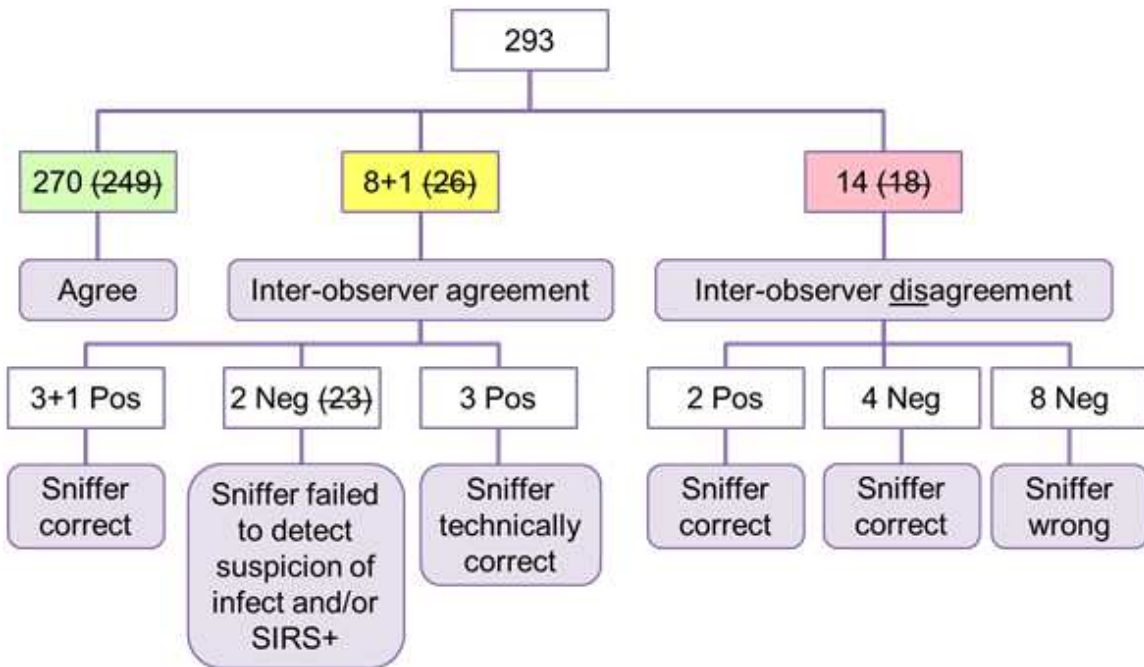 293
270 (249)
8+1 (26)
14 (18)
Agree
Inter-observer agreement
Inter-observer disagreement
3+1 Pos
2 Neg (23)
3 Pos
2 Pos
4 Neg
8 Neg
Sniffer
correct
Sniffer failed
to detect
suspicion of
infect and/or
SIRS+
Sniffer
technically
correct
Sniffer
correct
Sniffer
correct
Sniffer
wrong